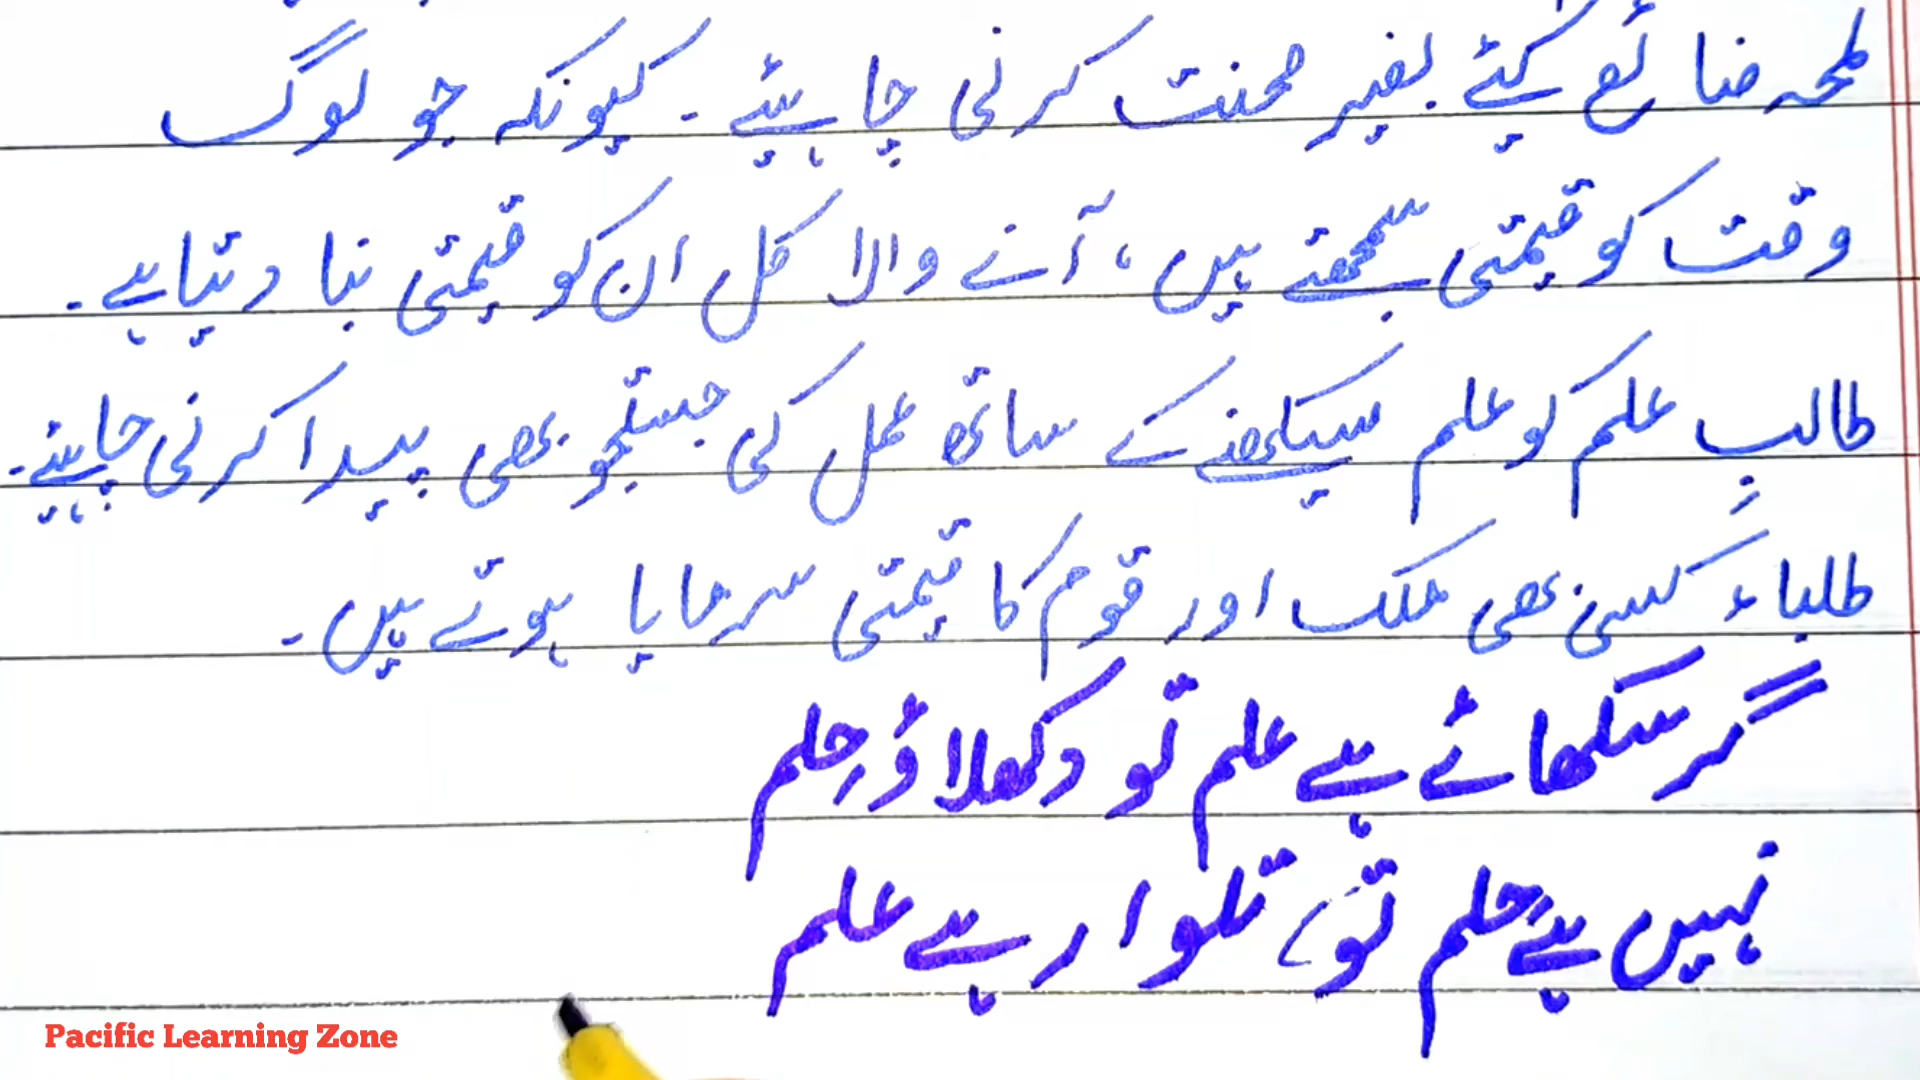 لمحہ ضائع کیئے بغیر محنت کرنی چاہیئے ۔ کیونکہ جو لوگ
وقت کو قیمتی سمجھتے ہیں ، آنے والا کل ان کو قیمتی بنا دیتا ہے ۔
طالبِ علم کو علم سیکھنے کے ساتھ عمل کی جستجو بھی پیدا کرنی چاہیئے ۔
طلباء کسی بھی ملک اور قوم کا قیمتی سرمایا ہوتے ہیں ۔
گر سکھائے ہے علم تو دکھلاؤ حِلم
نہیں ہے حِلم تو ، تلوار ہے علم
Pacific Learning Zone